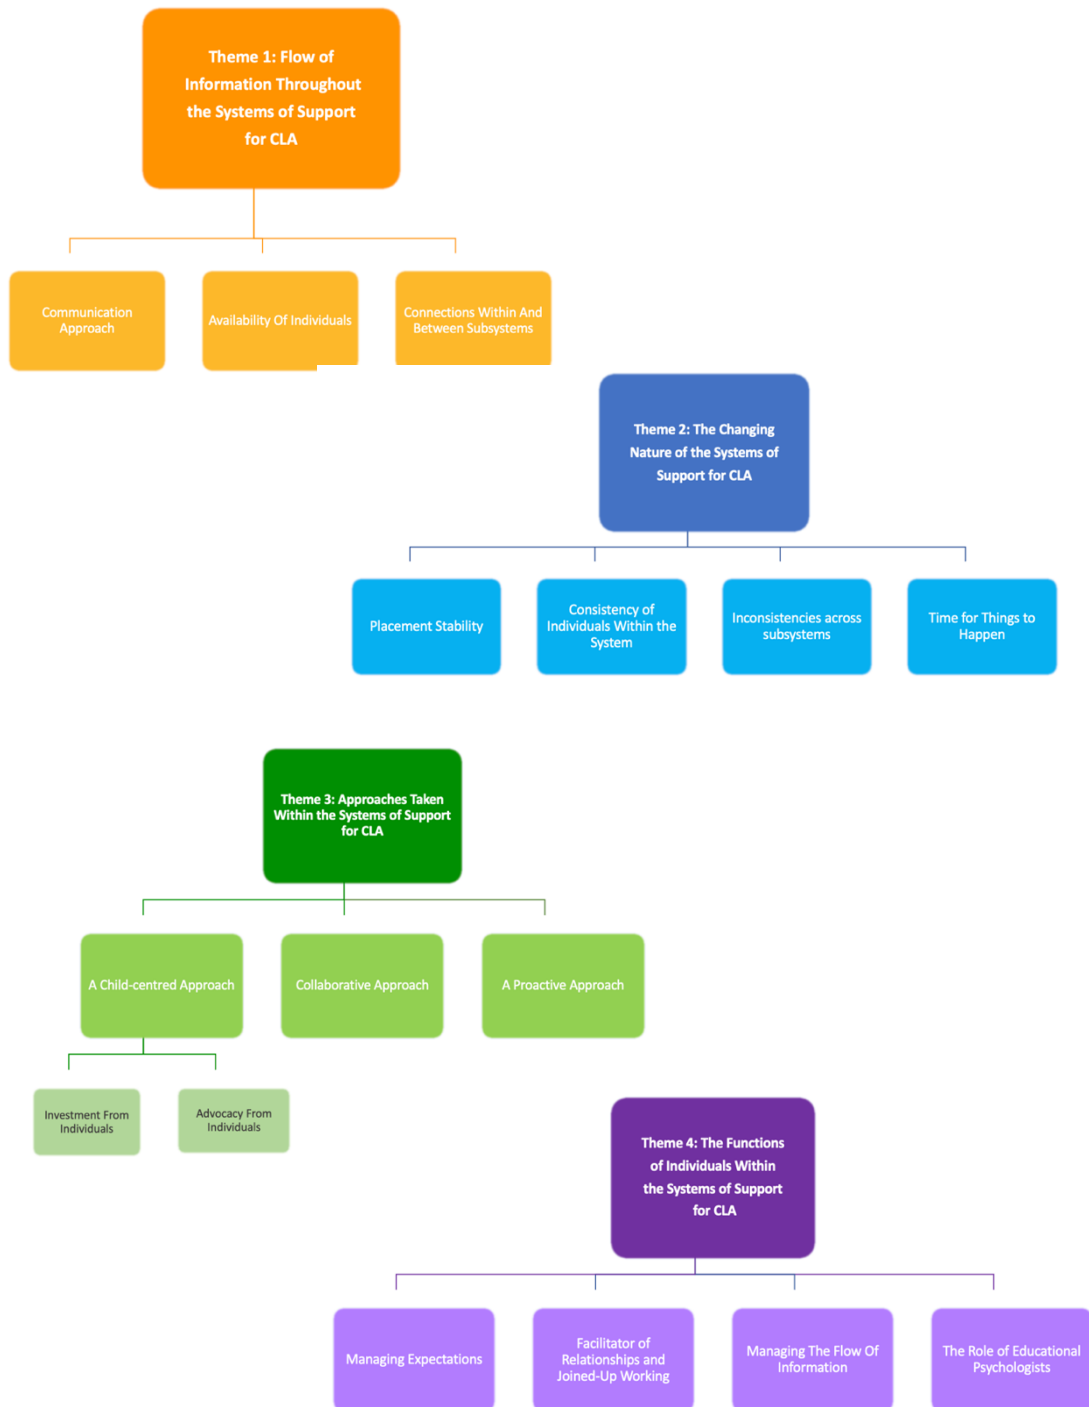 Theme 1: Flow of
Information Throughout
the Systems of Support
for CLA
Communication
Approach
Availability Of Individuals
Connections Within And
Between Subsystems
Theme 2: The Changing
Nature of the Systems of
Support for CLA
Placement Stability
Consistency of
Individuals Within the
System
Inconsistencies across
subsystems
Time for Things to
Happen
Theme 3: Approaches Taken
Within the Systems of Support
for CLA
A Child-centred Approach
Collaborative Approach
A Proactive Approach
Investment From
Individuals
Advocacy From
Individuals
Theme 4: The Functions
of Individuals Within
the Systems of Support
for CLA
Managing Expectations
Facilitator of
Relationships and
Joined-Up Working
Managing The Flow Of
Information
The Role of Educational
Psychologists